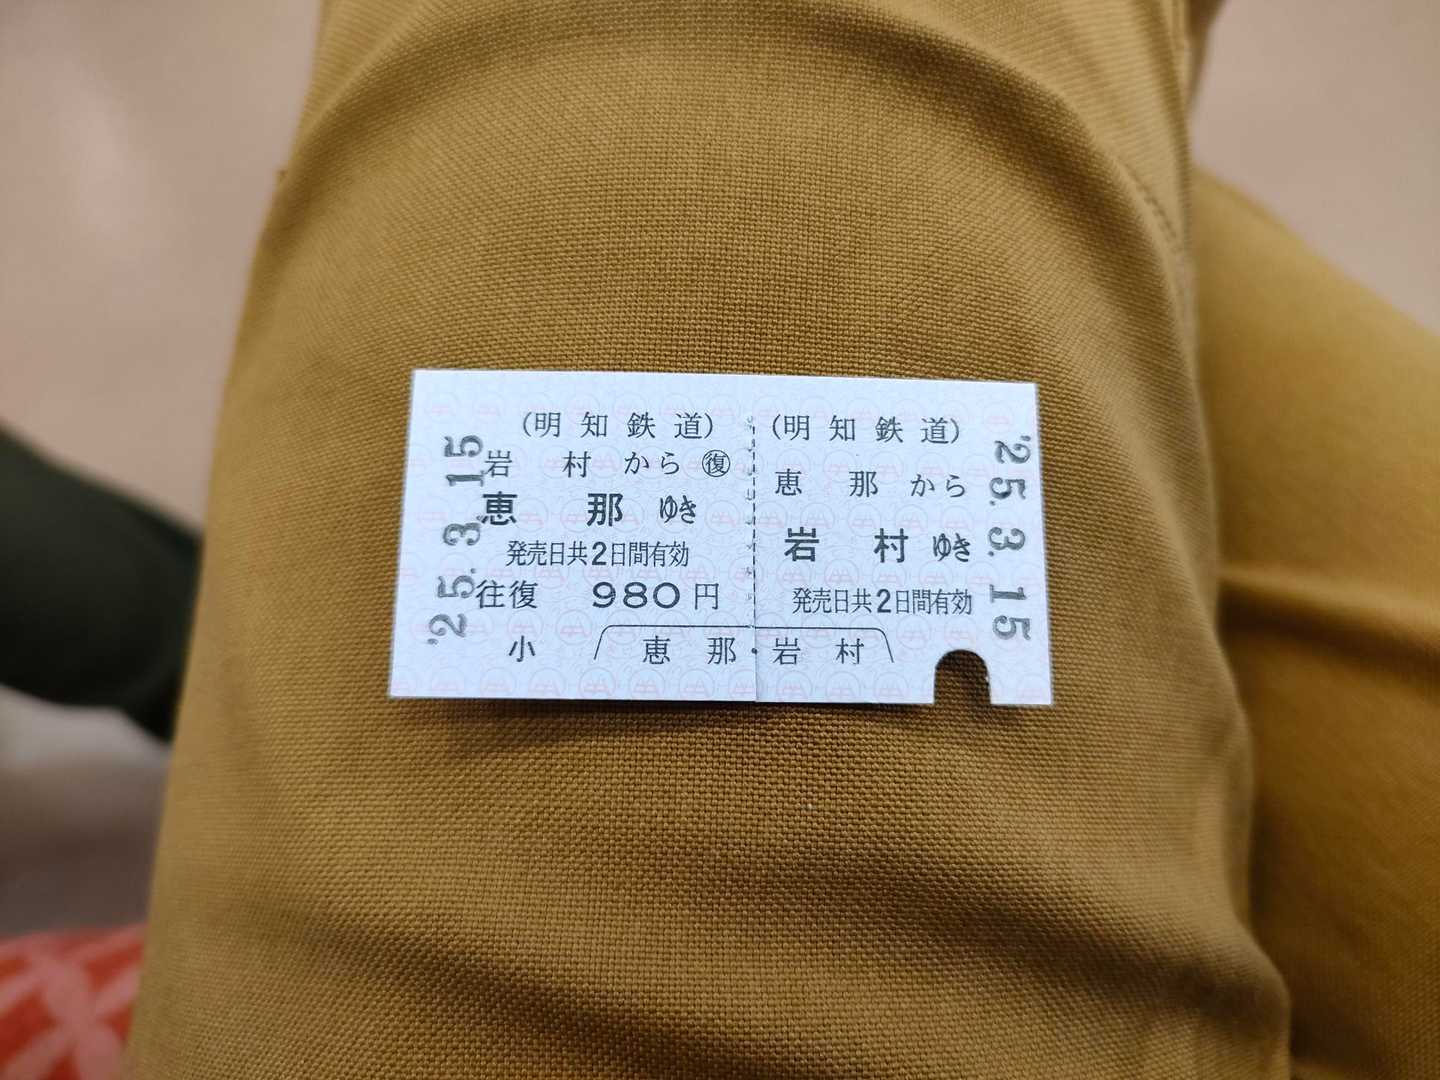 (明知鉄道)
岩村から㊝復
恵那ゆき
発売日共2日間有効
往復 980円
小
'25.3.15
(明知鉄道)
恵那から
岩村ゆき
発売日共2日間有効
恵那・岩村
'25.3.15